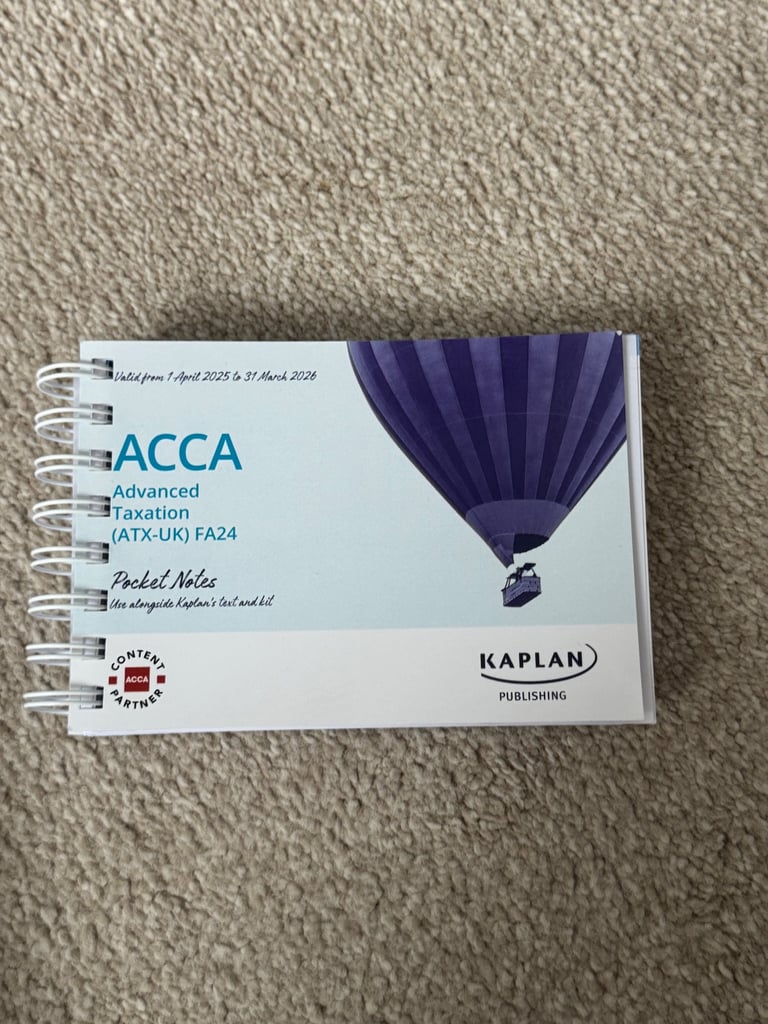 Valid from 1 April 2025 to 31 March 2026
ACCA
Advanced
Taxation
(ATX-UK) FA24
Pocket Notes
Use alongside Kaplan's text and kit
CONTENT
ACCA
PARTNER
KAPLAN
PUBLISHING